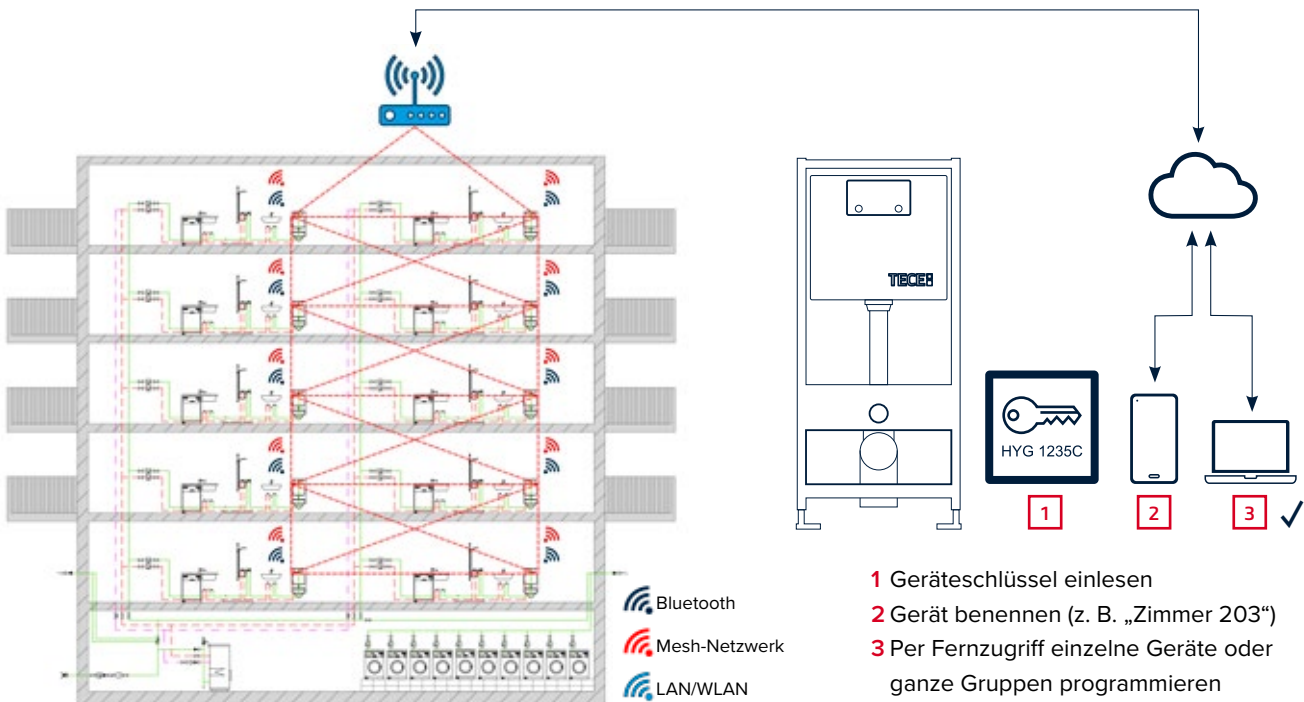 TECE
HYG 1235C
1
2
3
Bluetooth
Mesh-Netzwerk
LAN/WLAN
1 Geräteschlüssel einlesen
2 Gerät benennen (z. B. „Zimmer 203“)
3 Per Fernzugriff einzelne Geräte oder
ganze Gruppen programmieren